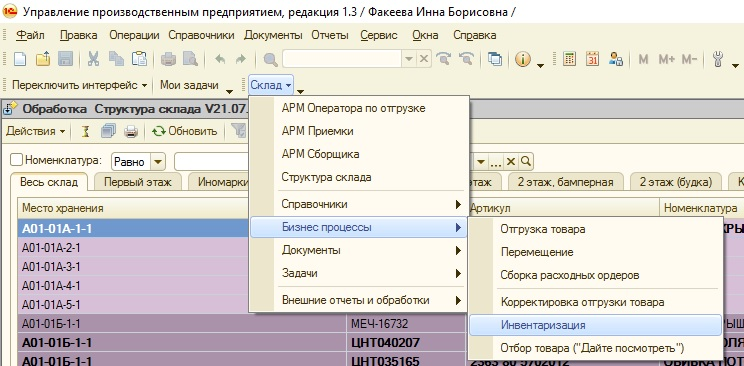 Управление производственным предприятием, редакция 1.3 / Факеева Инна Борисовна /
Файл Правка Операции Справочники Документы Отчеты Сервис Окна Справка
M M+ M-
Переключить интерфейс Мои задачи Склад
Обработка Структура склада V21.07.
Действия Обновить
Номенклатура: Равно
Весь склад Первый этаж Иномарки этаж 2 этаж, бамперная 2 этаж (будка)
Место хранения Артикул Номенклатура
A01-01A-1-1
A01-01A-2-1
A01-01A-3-1
A01-01A-4-1
A01-01A-5-1
A01-01Б-1-1 МЕЧ-16732
A01-01Б-1-1 ЦНТ040207
A01-01Б-1-1 ЦНТ035165
АРМ Оператора по отгрузке
АРМ Приемки
АРМ Сборщика
Структура склада
Справочники
Бизнес процессы
Документы
Задачи
Внешние отчеты и обработки
Отгрузка товара
Перемещение
Сборка расходных ордеров
Корректировка отгрузки товара
Инвентаризация
Отбор товара ("Дайте посмотреть")